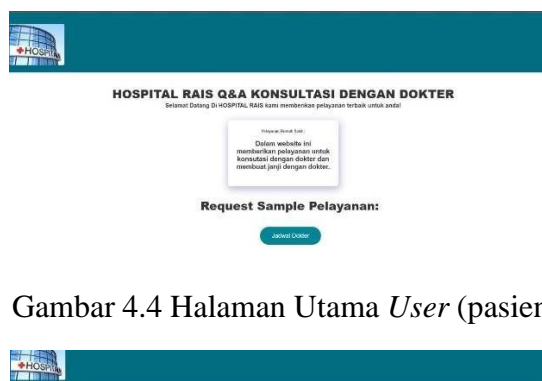 +HOSPITA
HOSPITAL RAIS Q&A KONSULTASI DENGAN DOKTER
Selamat Datang Di HOSPITAL RAIS kami memberikan pelayanan terbaik untuk anda!
Pelayanan Rumah Sakit :
Dalam website ini
memberikan pelayanan untuk
konsutasi dengan dokter dan
membuat janji dengan dokter.
Request Sample Pelayanan:
Jadwal Dokter
Gambar 4.4 Halaman Utama User (pasien
+HOSPITA